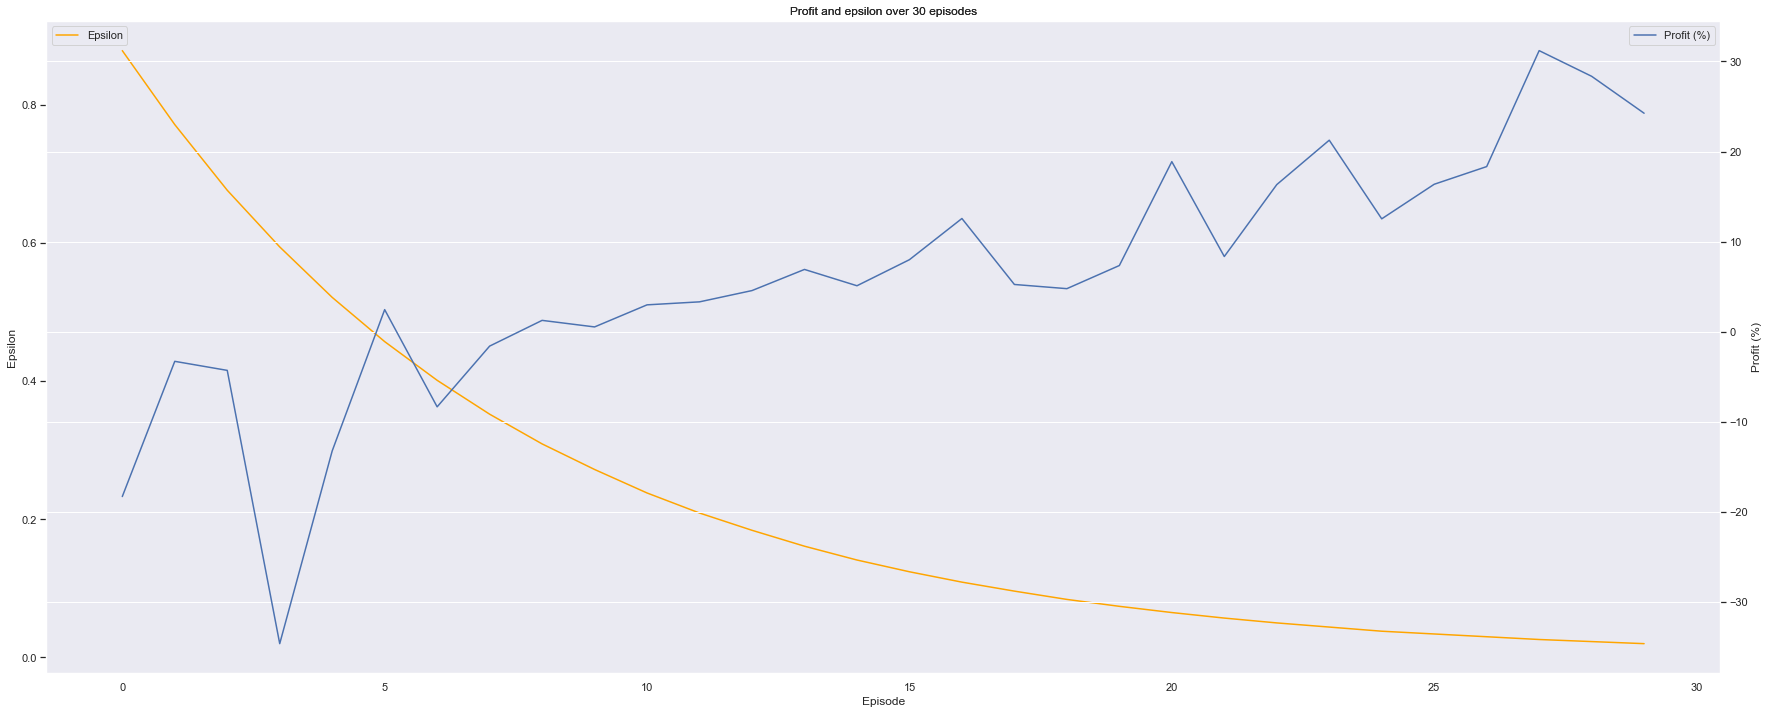 Profit and epsilon over 30 episodes
Epsilon
Profit (%)
0.8
0.6
0.4
0.2
0.0
Epsilon
30
20
10
0
−10
−20
−30
Profit (%)
0 5 10 15 20 25 30
Episode